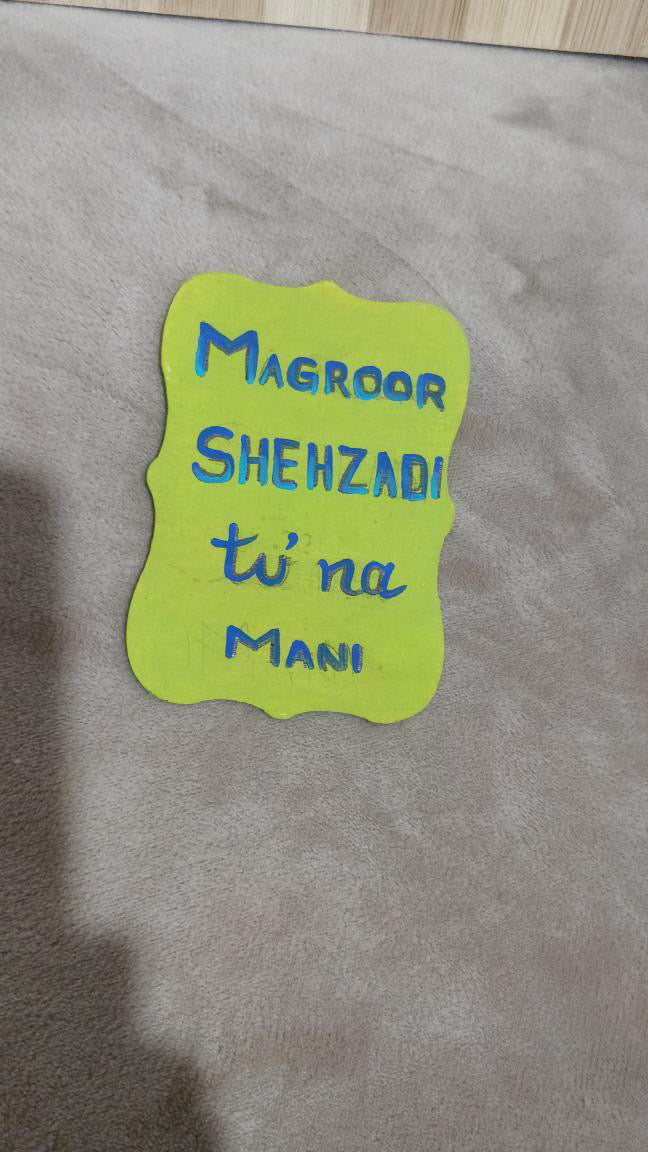 MAGROOR
SHEHZADI
tu' na
MANI